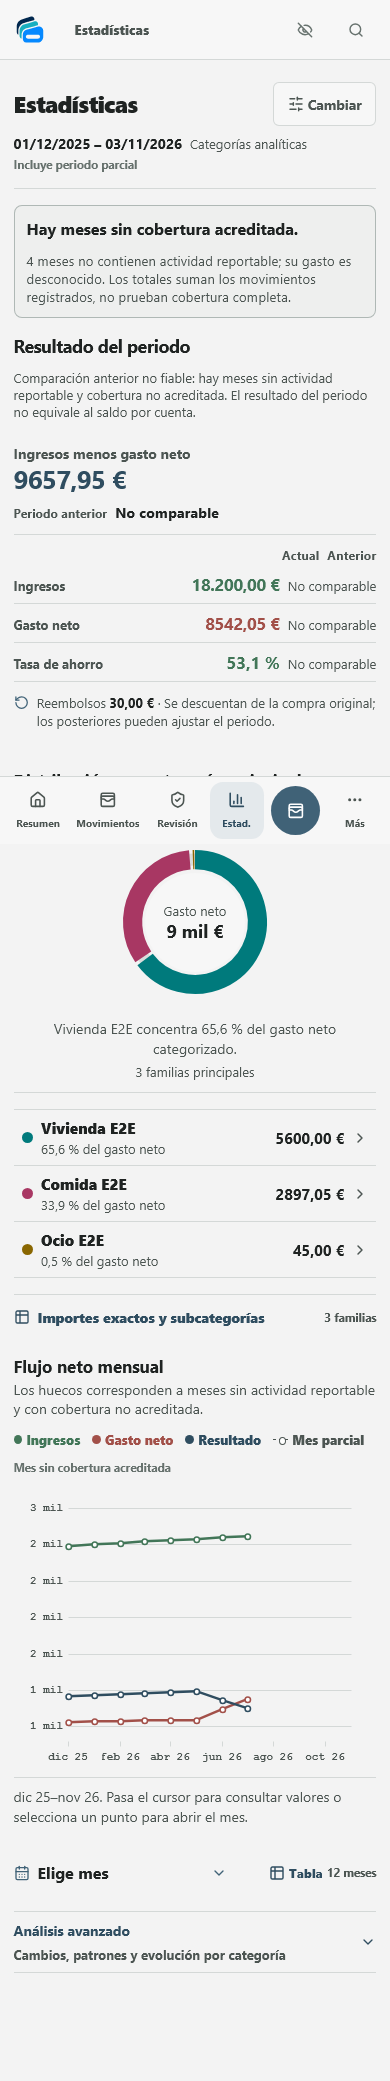 Estadísticas
Estadísticas
Cambiar
01/12/2025 – 03/11/2026 Categorías analíticas
Incluye periodo parcial
Hay meses sin cobertura acreditada.
4 meses no contienen actividad reportable; su gasto es
desconocido. Los totales suman los movimientos
registrados, no prueban cobertura completa.
Resultado del periodo
Comparación anterior no fiable: hay meses sin actividad
reportable y cobertura no acreditada. El resultado del periodo
no equivale al saldo por cuenta.
Ingresos menos gasto neto
9657,95 €
Periodo anterior No comparable
Actual Anterior
Ingresos 18.200,00 € No comparable
Gasto neto 8542,05 € No comparable
Tasa de ahorro 53,1 % No comparable
Reembolsos 30,00 € · Se descuentan de la compra original;
los posteriores pueden ajustar el periodo.
Resumen Movimientos Revisión Estad. Más
Gasto neto
9 mil €
Vivienda E2E concentra 65,6 % del gasto neto
categorizado.
3 familias principales
Vivienda E2E
65,6 % del gasto neto
5600,00 €
Comida E2E
33,9 % del gasto neto
2897,05 €
Ocio E2E
0,5 % del gasto neto
45,00 €
Importes exactos y subcategorías 3 familias
Flujo neto mensual
Los huecos corresponden a meses sin actividad reportable
y con cobertura no acreditada.
Ingresos Gasto neto Resultado Mes parcial
Mes sin cobertura acreditada
3 mil
2 mil
2 mil
2 mil
2 mil
1 mil
1 mil
dic 25 feb 26 abr 26 jun 26 ago 26 oct 26
dic 25–nov 26. Pasa el cursor para consultar valores o
selecciona un punto para abrir el mes.
Elige mes
Tabla 12 meses
Análisis avanzado
Cambios, patrones y evolución por categoría